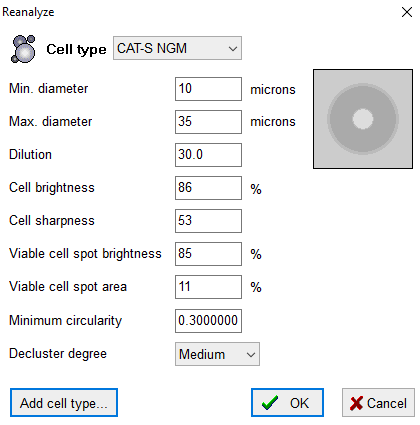 Reanalyze
Cell type CAT-S NGM
Min. diameter 10 microns
Max. diameter 35 microns
Dilution 30.0
Cell brightness 86 %
Cell sharpness 53
Viable cell spot brightness 85 %
Viable cell spot area 11 %
Minimum circularity 0.3000000
Decluster degree Medium
Add cell type... OK Cancel